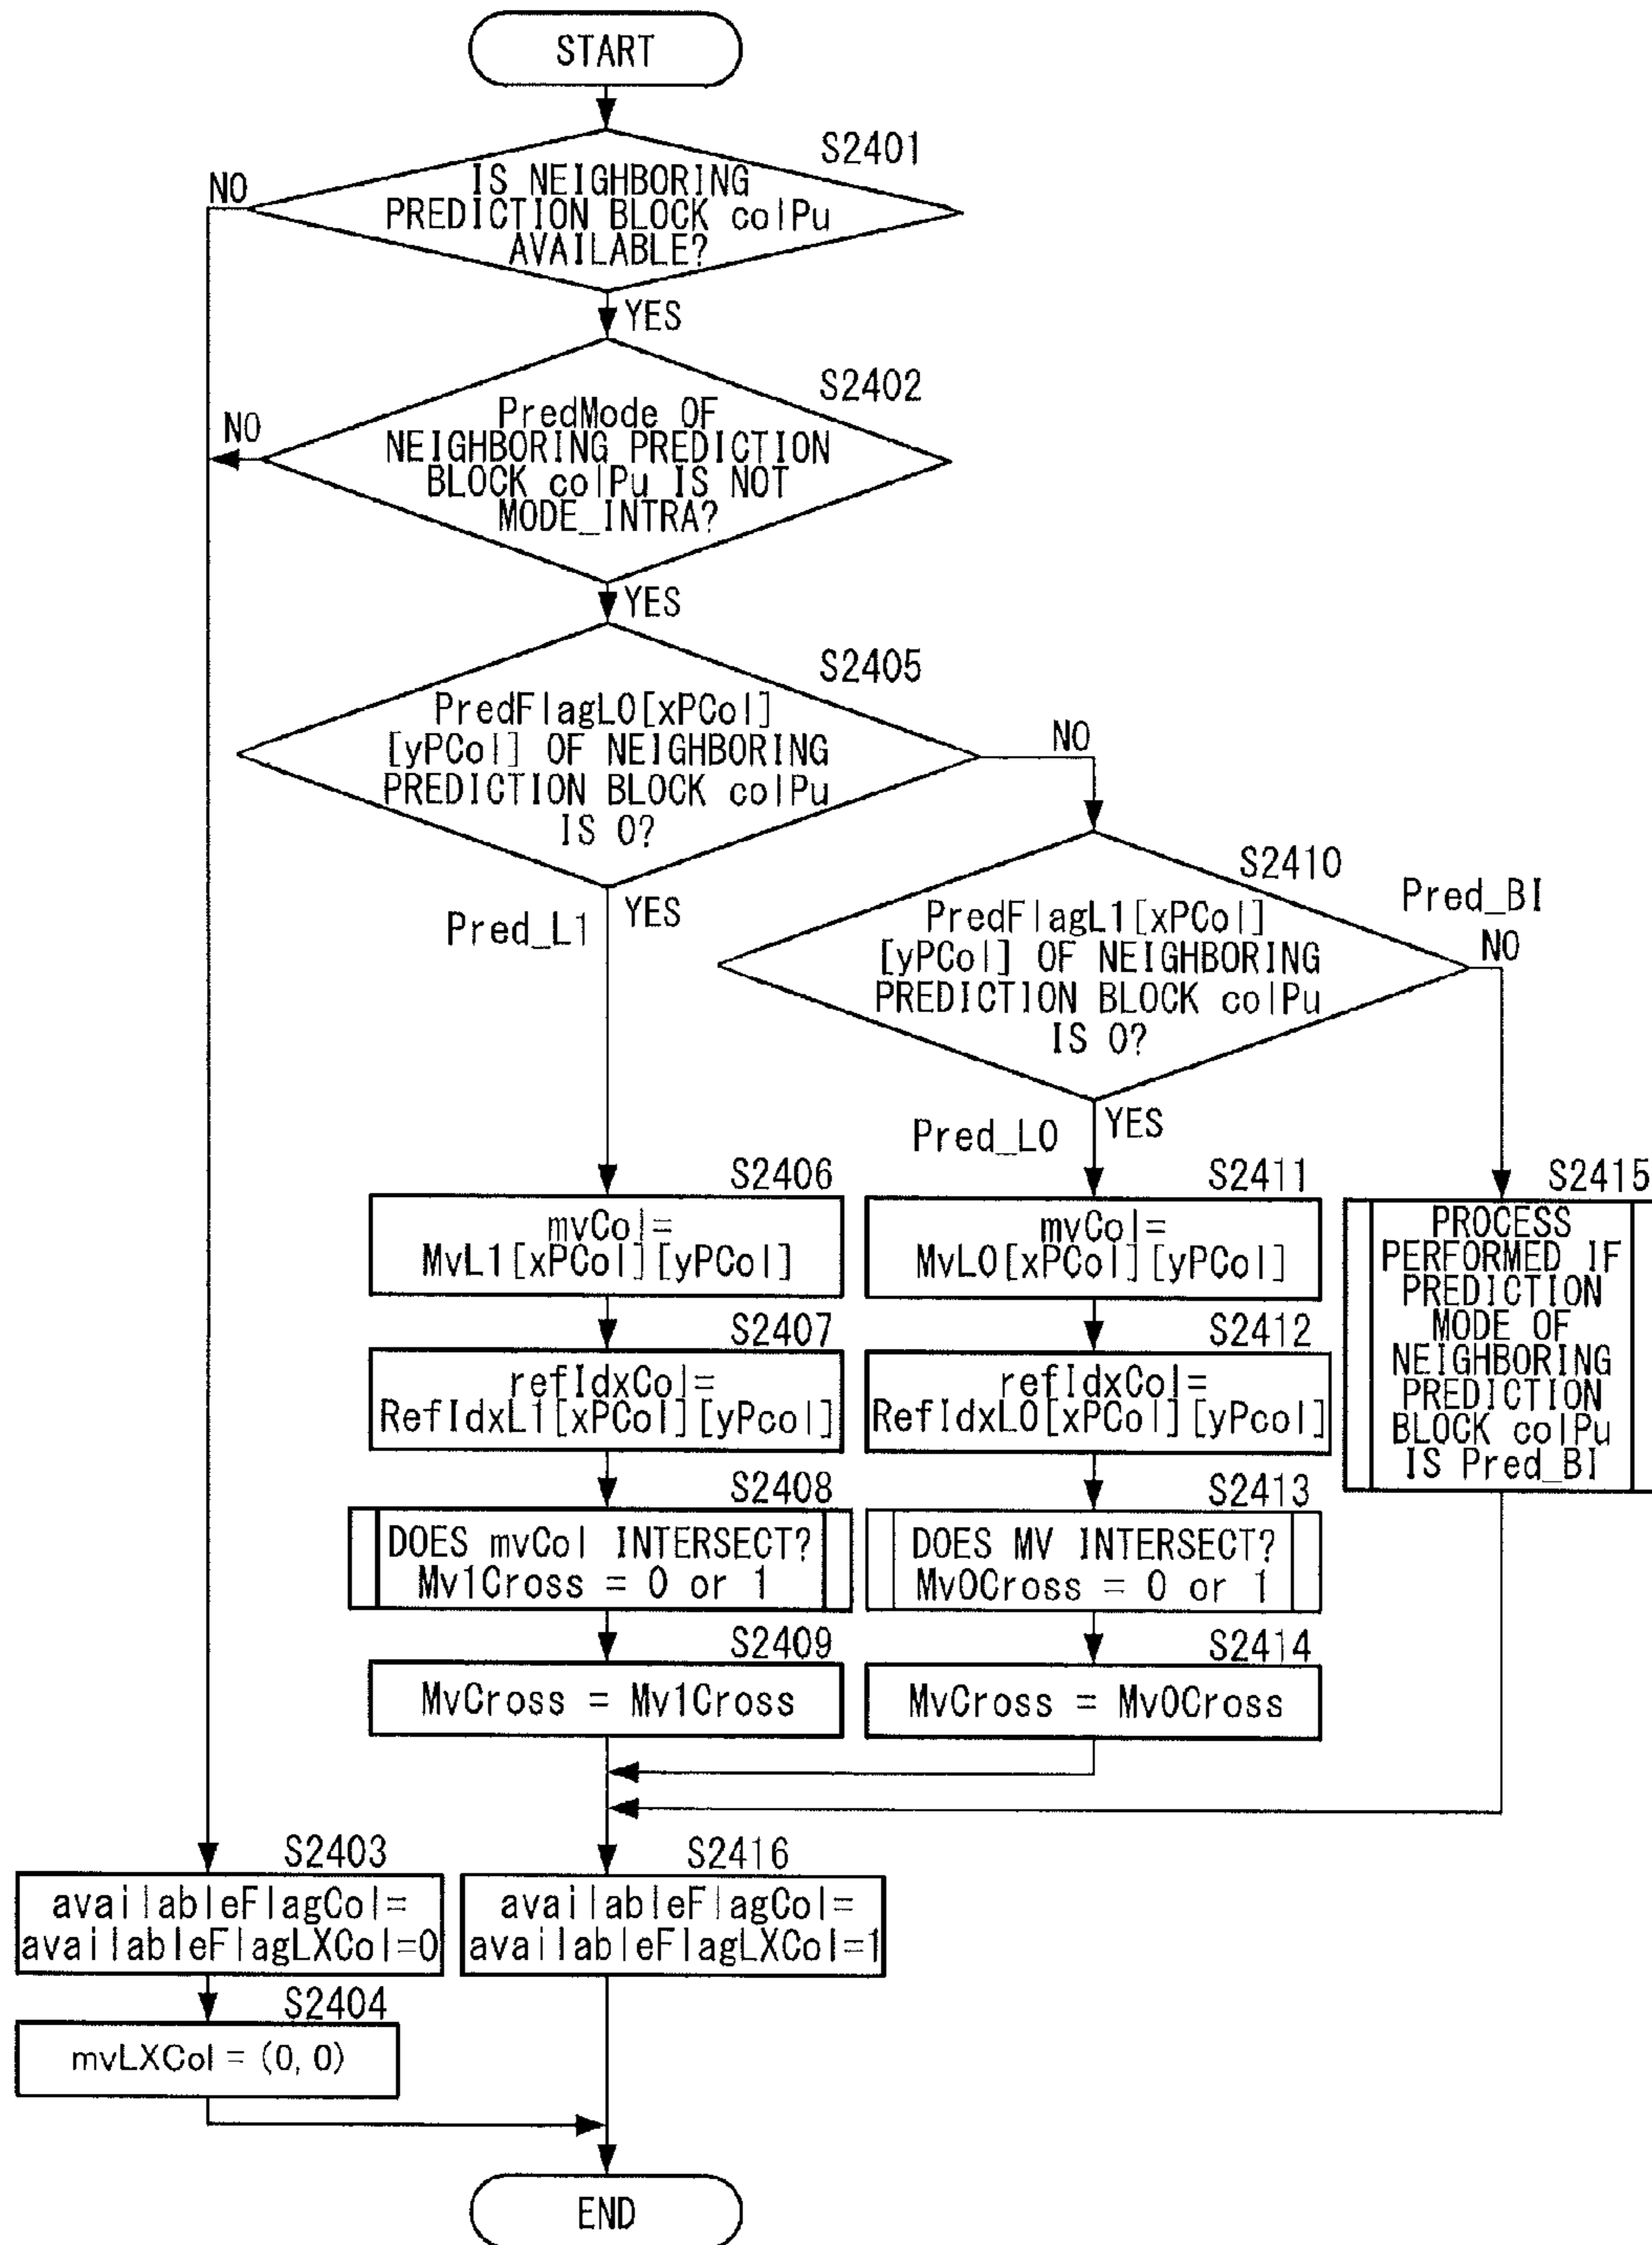 START
S2401
NO
IS NEIGHBORING
PREDICTION BLOCK colPu
AVAILABLE?
YES
S2402
NO
PredMode OF
NEIGHBORING PREDICTION
BLOCK colPu IS NOT
MODE_INTRA?
YES
S2405
PredFlagL0[xPCol]
[yPCol] OF NEIGHBORING
PREDICTION BLOCK colPu
IS 0?
NO
YES
Pred_L1
S2410
PredFlagL1[xPCol]
[yPCol] OF NEIGHBORING
PREDICTION BLOCK colPu
IS 0?
Pred_BI
NO
Pred_L0
YES
S2406
mvCol=
MvL1[xPCol][yPCol]
S2407
refIdxCol=
RefIdxL1[xPCol][yPcol]
S2408
DOES mvCol INTERSECT?
Mv1Cross = 0 or 1
S2409
MvCross = Mv1Cross
S2411
mvCol=
MvL0[xPCol][yPCol]
S2412
refIdxCol=
RefIdxL0[xPCol][yPcol]
S2413
DOES MV INTERSECT?
Mv0Cross = 0 or 1
S2414
MvCross = Mv0Cross
S2415
PROCESS
PERFORMED IF
PREDICTION
MODE OF
NEIGHBORING
PREDICTION
BLOCK colPu
IS Pred_BI
S2403
availableFlagCol=
availableFlagLXCol=0
S2404
mvLXCol = (0, 0)
S2416
availableFlagCol=
availableFlagLXCol=1
END